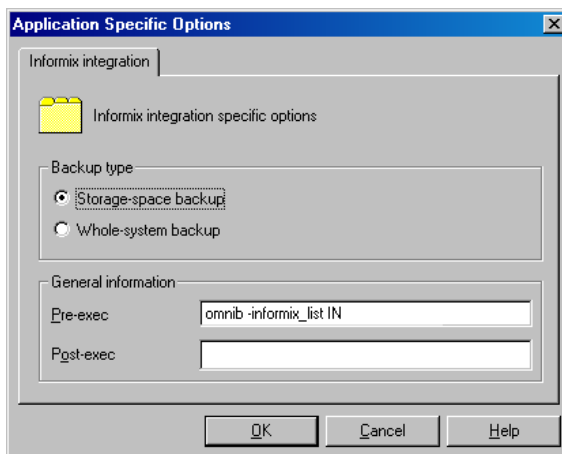 Application Specific Options
Informix integration
Informix integration specific options
Backup type
Storage-space backup
Whole-system backup
General information
Pre-exec omnib -informix_list IN
Post-exec
OK Cancel Help